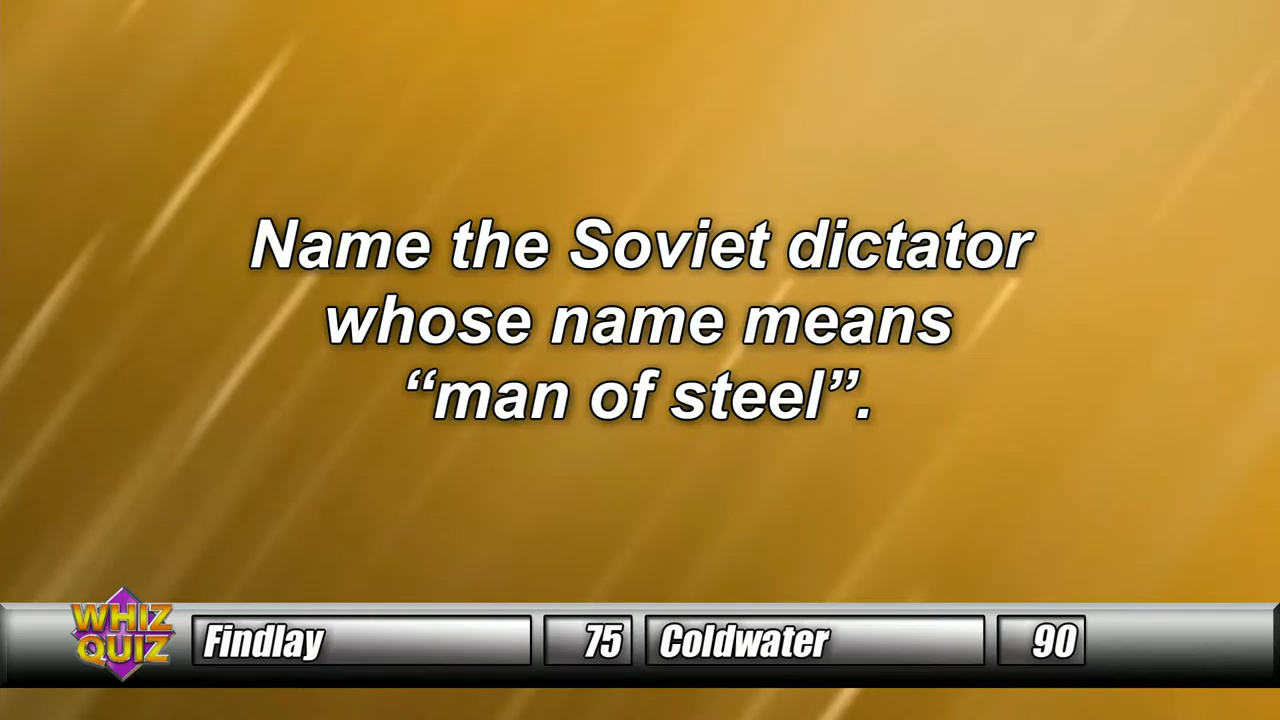 Name the Soviet dictator
whose name means
“man of steel”.
WHIZ
QUIZ
Findlay 75 Coldwater 90